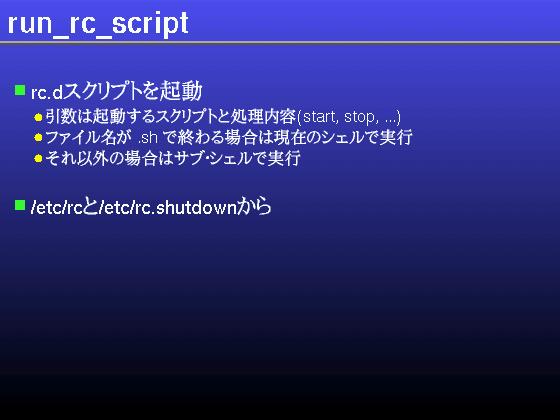 run_rc_script
rc.dスクリプトを起動
引数は起動するスクリプトと処理内容(start, stop, ...)
ファイル名が .sh で終わる場合は現在のシェルで実行
それ以外の場合はサブ・シェルで実行
/etc/rcと/etc/rc.shutdownから